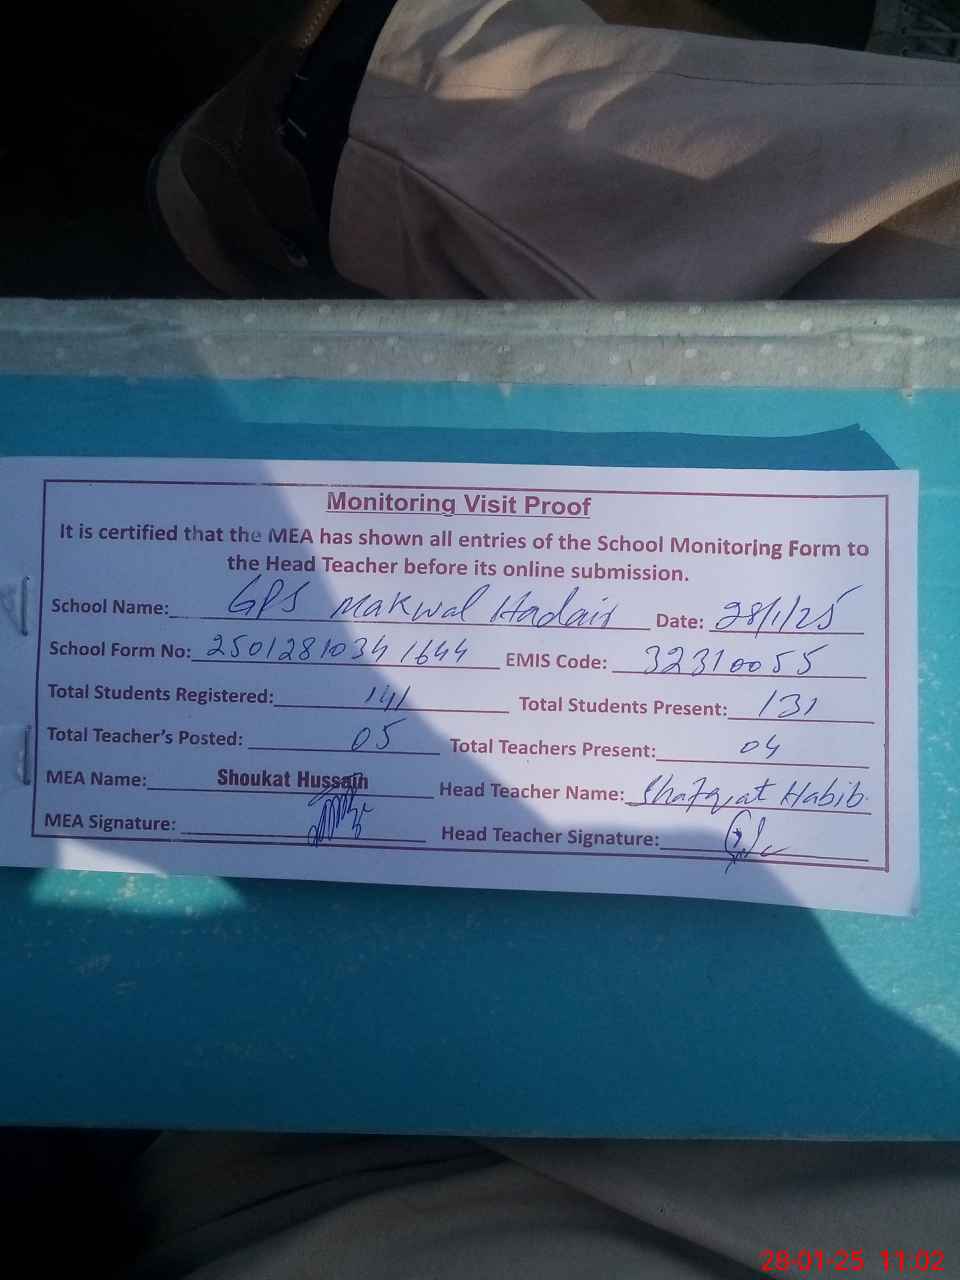 Monitoring Visit Proof
It is certified that the MEA has shown all entries of the School Monitoring Form to
the Head Teacher before its online submission.
School Name: GPS Makwal Hadair Date: 28/1/25
School Form No: 25012810341644 EMIS Code: 32310055
Total Students Registered: 141 Total Students Present: 131
Total Teacher's Posted: 05 Total Teachers Present: 04
MEA Name: Shoukat Hussain Head Teacher Name: Shafqat Habib.
MEA Signature: Head Teacher Signature:
28-01-25 11:02